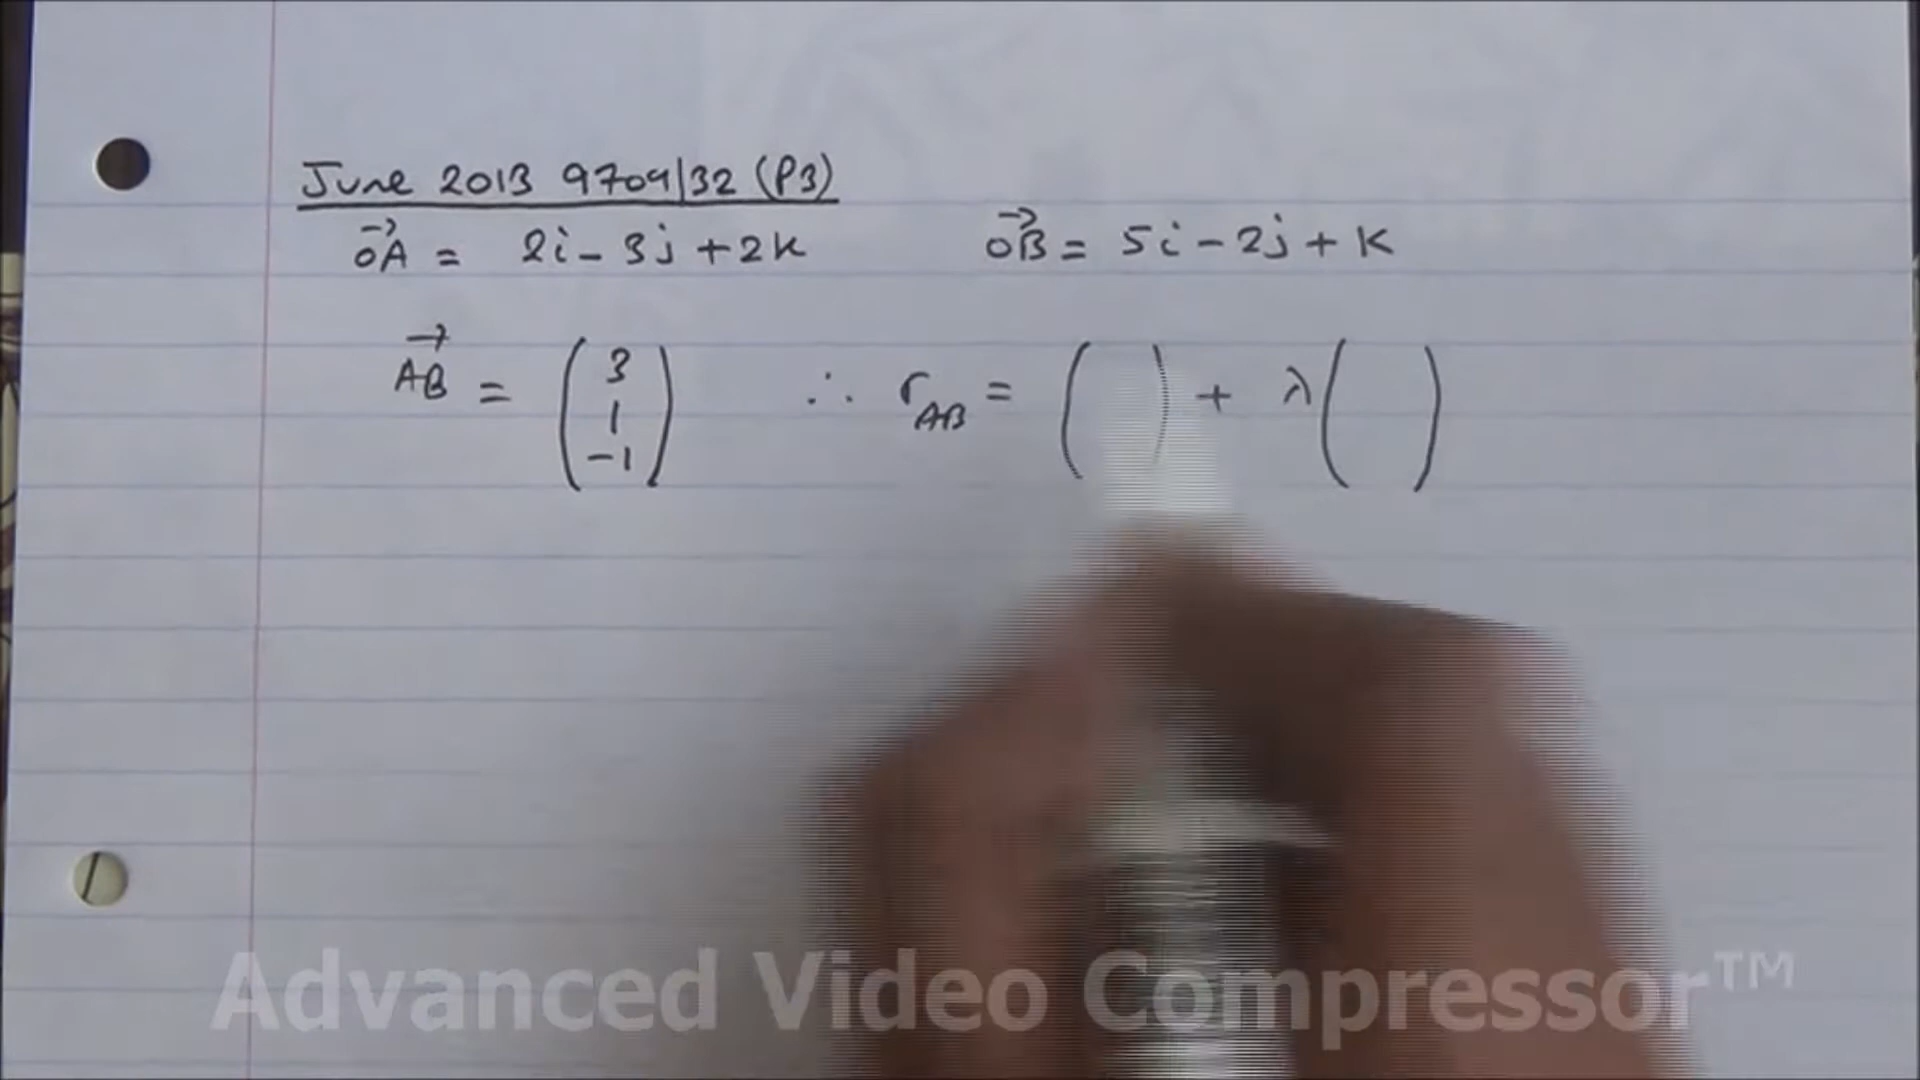 June 2013 9709/32 (P3)
→OA = 2i - 3j + 2k →OB = 5i - 2j + k
→AB = ( 3 1 -1 ) ∴ r_AB = ( ) + λ ( )
Advanced Video Compressor™